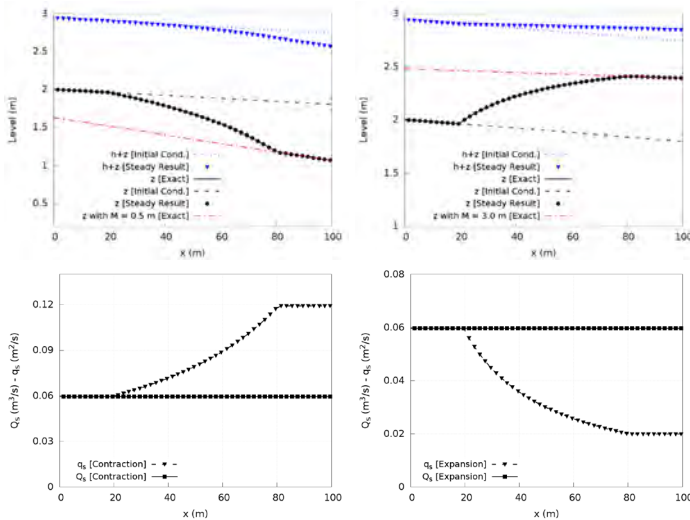 3
2.5
2
1.5
1
0.5
Level (m)
h+z [Initial Cond.]
h+z [Steady Result]
z [Exact]
z [Initial Cond.]
z [Steady Result]
z with M = 0.5 m [Exact]
0 20 40 60 80 100
x (m)
3
2.5
2
1.5
1
Level (m)
h+z [Initial Cond.]
h+z [Steady Result]
z [Exact]
z [Initial Cond.]
z [Steady Result]
z with M = 3.0 m [Exact]
0 20 40 60 80 100
x (m)
0.12
0.09
0.06
0.03
0
Qs (m³/s) - qs (m²/s)
qs [Contraction]
Qs [Contraction]
0 20 40 60 80 100
x (m)
0.08
0.06
0.04
0.02
0
Qs (m³/s) - qs (m²/s)
qs [Expansion]
Qs [Expansion]
0 20 40 60 80 100
x (m)